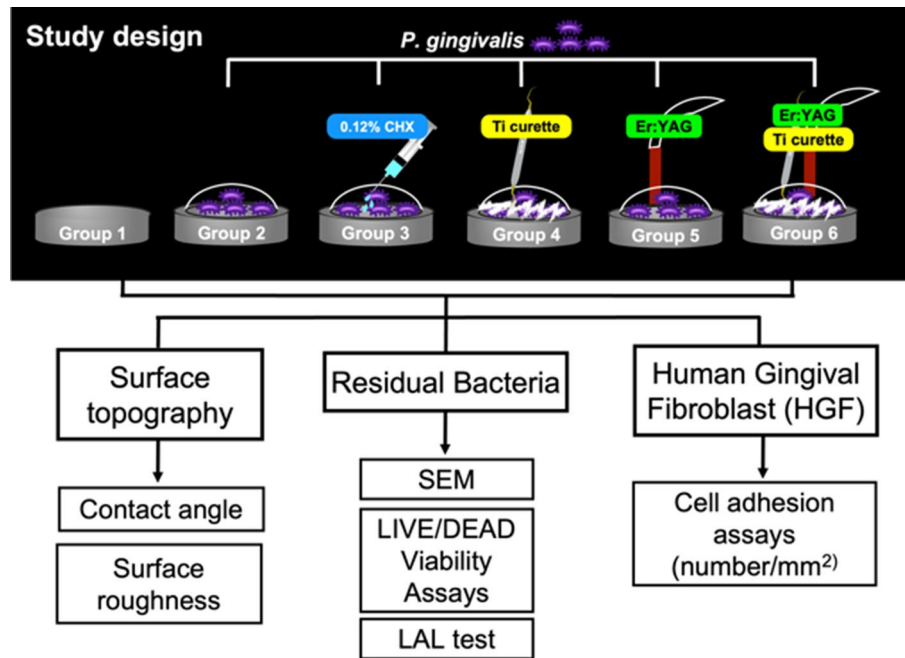 Study design
P. gingivalis
0.12% CHX
Ti curette
Er:YAG
Er:YAG
Ti curette
Group 1
Group 2
Group 3
Group 4
Group 5
Group 6
Surface
topography
Residual Bacteria
Human Gingival
Fibroblast (HGF)
Contact angle
Surface
roughness
SEM
LIVE/DEAD
Viability
Assays
LAL test
Cell adhesion
assays
(number/mm²⁾